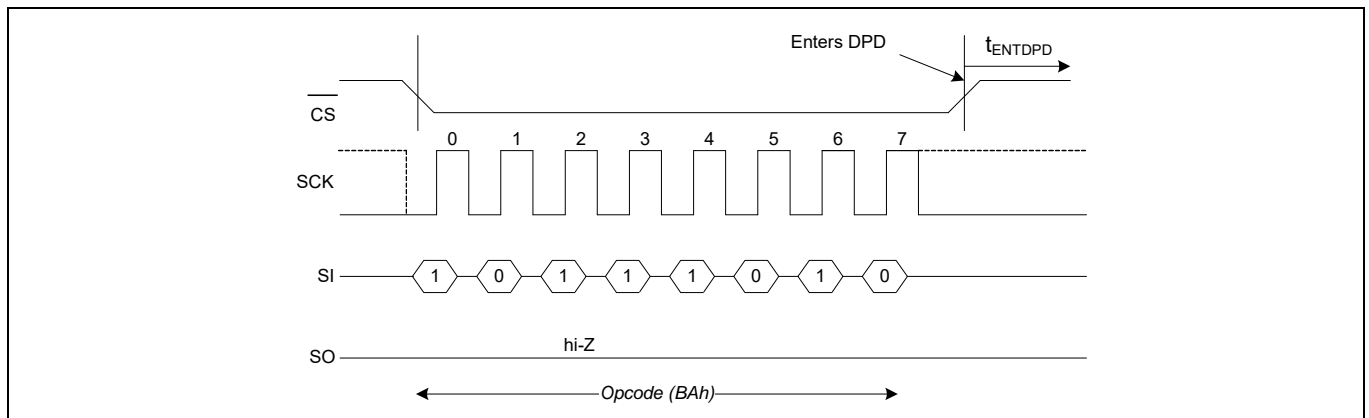 Enters DPD
tENTDPD
CS
0 1 2 3 4 5 6 7
SCK
SI 1 0 1 1 1 0 1 0
hi-Z
SO
Opcode (BAh)